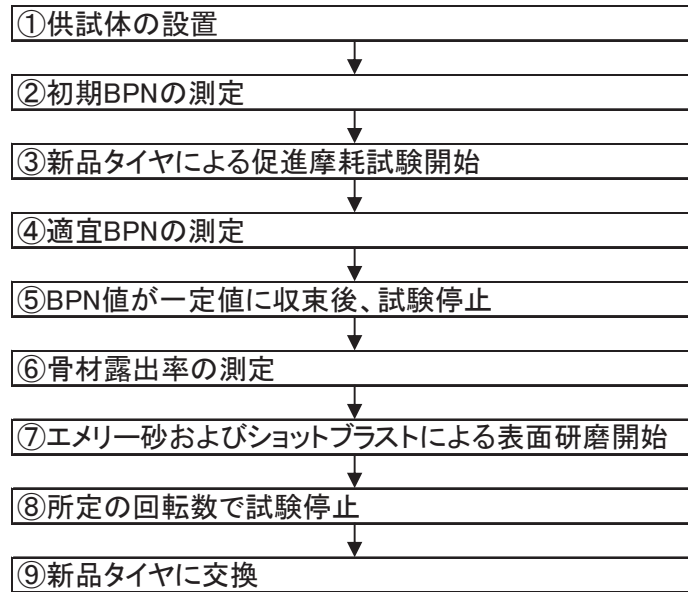 ①供試体の設置
②初期BPNの測定
③新品タイヤによる促進摩耗試験開始
④適宜BPNの測定
⑤BPN値が一定値に収束後、試験停止
⑥骨材露出率の測定
⑦エメリー砂およびショットブラストによる表面研磨開始
⑧所定の回転数で試験停止
⑨新品タイヤに交換